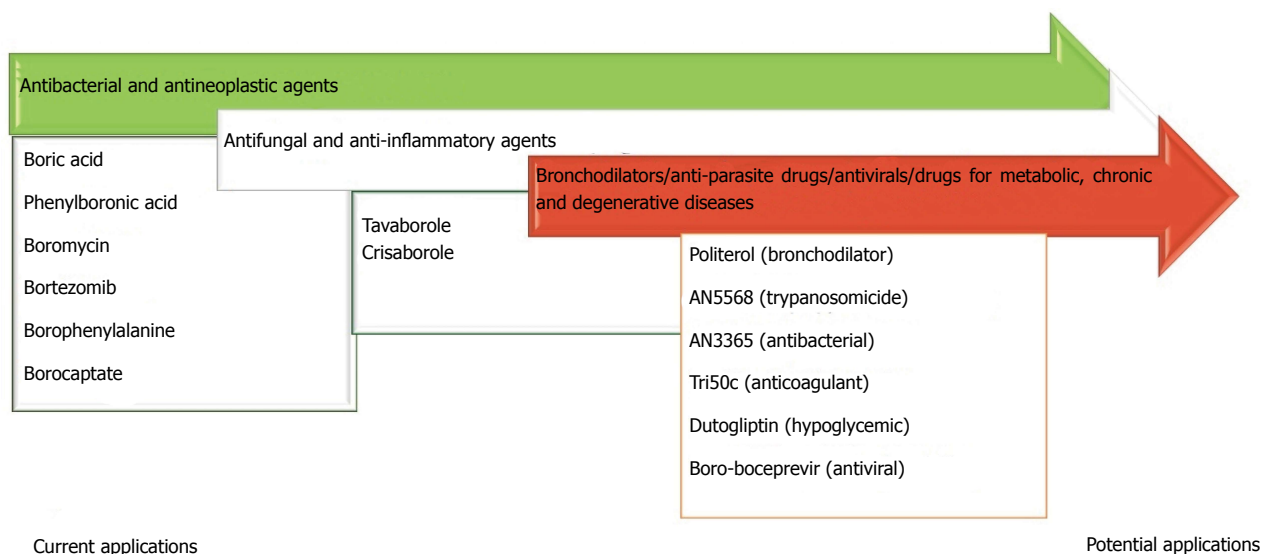 Antibacterial and antineoplastic agents
Antifungal and anti-inflammatory agents
Bronchodilators/anti-parasite drugs/antivirals/drugs for metabolic, chronic
and degenerative diseases
Boric acid
Phenylboronic acid
Boromycin
Bortezomib
Borophenylalanine
Borocaptate
Tavaborole
Crisaborole
Politerol (bronchodilator)
AN5568 (trypanosomicide)
AN3365 (antibacterial)
Tri50c (anticoagulant)
Dutogliptin (hypoglycemic)
Boro-boceprevir (antiviral)
Current applications
Potential applications